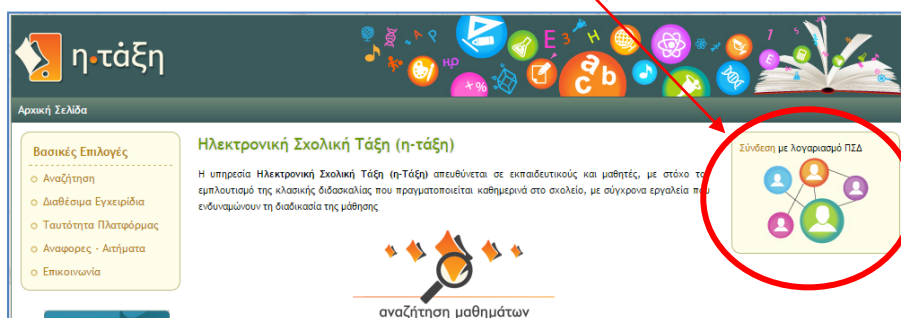 η•τάξη
Αρχική Σελίδα
Βασικές Επιλογές
Αναζήτηση
Διαθέσιμα Εγχειρίδια
Ταυτότητα Πλατφόρμας
Αναφορες - Αιτήματα
Επικοινωνία
Ηλεκτρονική Σχολική Τάξη (η-τάξη)
Η υπηρεσία Ηλεκτρονική Σχολική Τάξη (η-Τάξη) απευθύνεται σε εκπαιδευτικούς και μαθητές, με στόχο τον
εμπλουτισμό της κλασικής διδασκαλίας που πραγματοποιείται καθημερινά στο σχολείο, με σύγχρονα εργαλεία που
ενδυναμώνουν τη διαδικασία της μάθησης
αναζήτηση μαθημάτων
Σύνδεση με λογαριασμό ΠΣΔ